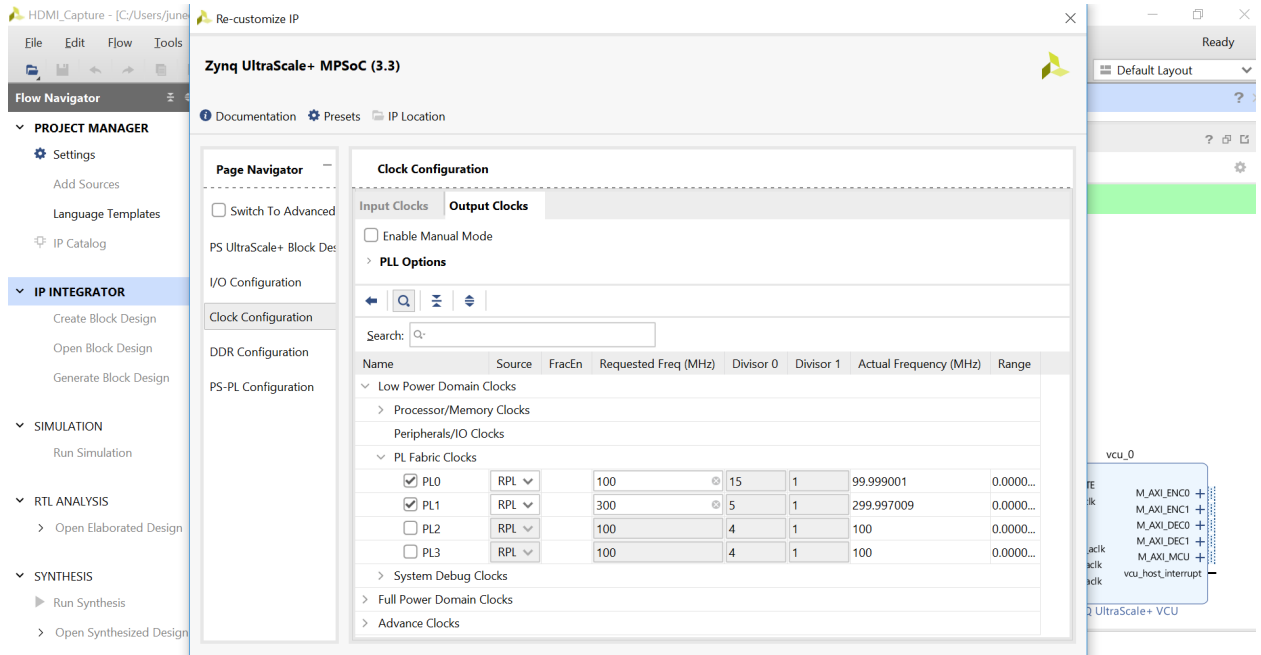 HDMI_Capture - [C:/Users/june
Re-customize IP
File Edit Flow Tools
Ready
Zynq UltraScale+ MPSoC (3.3)
Default Layout
Flow Navigator
?
Documentation Presets IP Location
PROJECT MANAGER
?
Settings
Page Navigator
Clock Configuration
Add Sources
Switch To Advanced
Input Clocks Output Clocks
Language Templates
Enable Manual Mode
IP Catalog
PS UltraScale+ Block Des
PLL Options
I/O Configuration
IP INTEGRATOR
Create Block Design
Clock Configuration
Search:
Open Block Design
DDR Configuration
Name Source FracEn Requested Freq (MHz) Divisor 0 Divisor 1 Actual Frequency (MHz) Range
Generate Block Design
PS-PL Configuration
Low Power Domain Clocks
Processor/Memory Clocks
SIMULATION
Peripherals/IO Clocks
Run Simulation
PL Fabric Clocks
vcu_0
PL0 RPL 100 15 1 99.999001 0.0000...
RTL ANALYSIS
PL1 RPL 300 5 1 299.997009 0.0000...
Open Elaborated Design
PL2 RPL 100 4 1 100 0.0000...
PL3 RPL 100 4 1 100 0.0000...
M_AXI_ENC0
M_AXI_ENC1
M_AXI_DEC0
M_AXI_DEC1
aclk
M_AXI_MCU
vcu_host_interrupt
SYNTHESIS
System Debug Clocks
Run Synthesis
Full Power Domain Clocks
Q UltraScale+ VCU
Open Synthesized Design
Advance Clocks